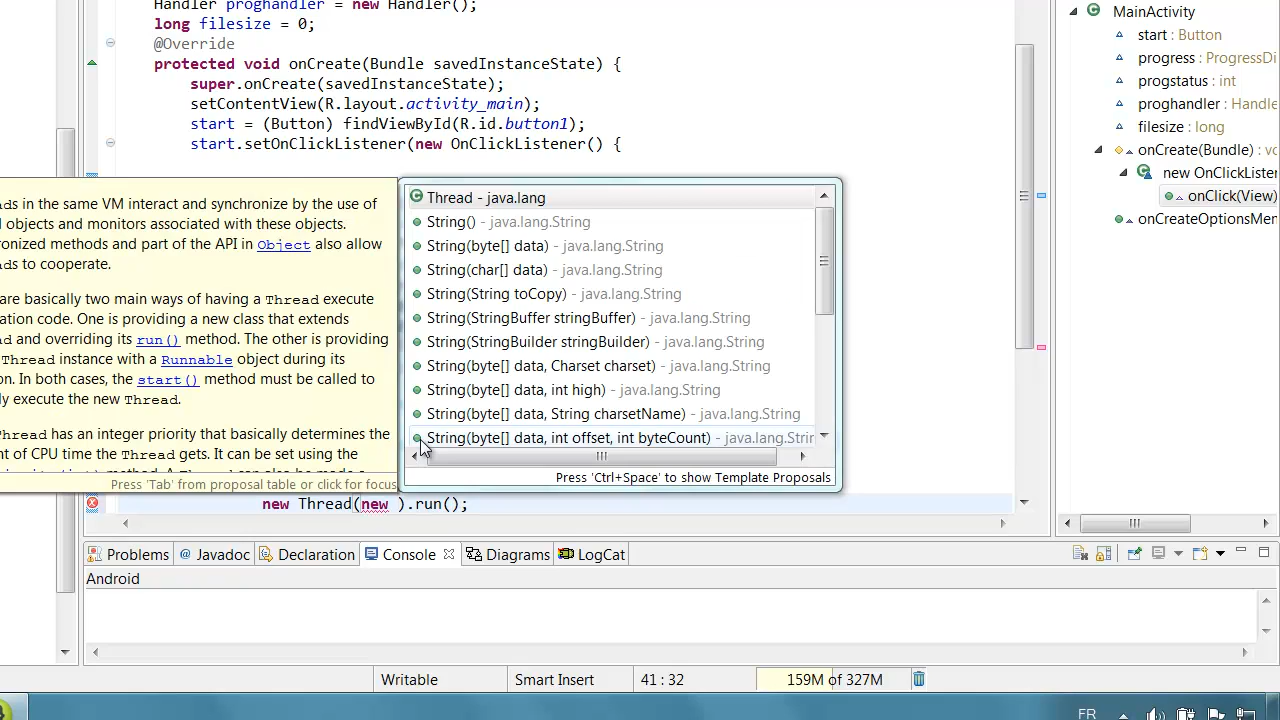 Handler proghandler = new Handler();
long filesize = 0;
@Override
protected void onCreate(Bundle savedInstanceState) {
super.onCreate(savedInstanceState);
setContentView(R.layout.activity_main);
start = (Button) findViewById(R.id.button1);
start.setOnClickListener(new OnClickListener() {
ds in the same VM interact and synchronize by the use of
objects and monitors associated with these objects.
ronized methods and part of the API in Object also allow
ds to cooperate.
are basically two main ways of having a Thread execute
ation code. One is providing a new class that extends
d and overriding its run() method. The other is providing
Thread instance with a Runnable object during its
on. In both cases, the start() method must be called to
ly execute the new Thread.
Thread has an integer priority that basically determines the
nt of CPU time the Thread gets. It can be set using the
Press 'Tab' from proposal table or click for focus
Thread - java.lang
String() - java.lang.String
String(byte[] data) - java.lang.String
String(char[] data) - java.lang.String
String(String toCopy) - java.lang.String
String(StringBuffer stringBuffer) - java.lang.String
String(StringBuilder stringBuilder) - java.lang.String
String(byte[] data, Charset charset) - java.lang.String
String(byte[] data, int high) - java.lang.String
String(byte[] data, String charsetName) - java.lang.String
String(byte[] data, int offset, int byteCount) - java.lang.Strin
Press 'Ctrl+Space' to show Template Proposals
new Thread(new ).run();
MainActivity
start : Button
progress : ProgressDi
progstatus : int
proghandler : Handle
filesize : long
onCreate(Bundle) : vo
new OnClickListe
onClick(View)
onCreateOptionsMen
Problems
@ Javadoc
Declaration
Console
Diagrams
LogCat
Android
Writable
Smart Insert
41 : 32
159M of 327M
FR